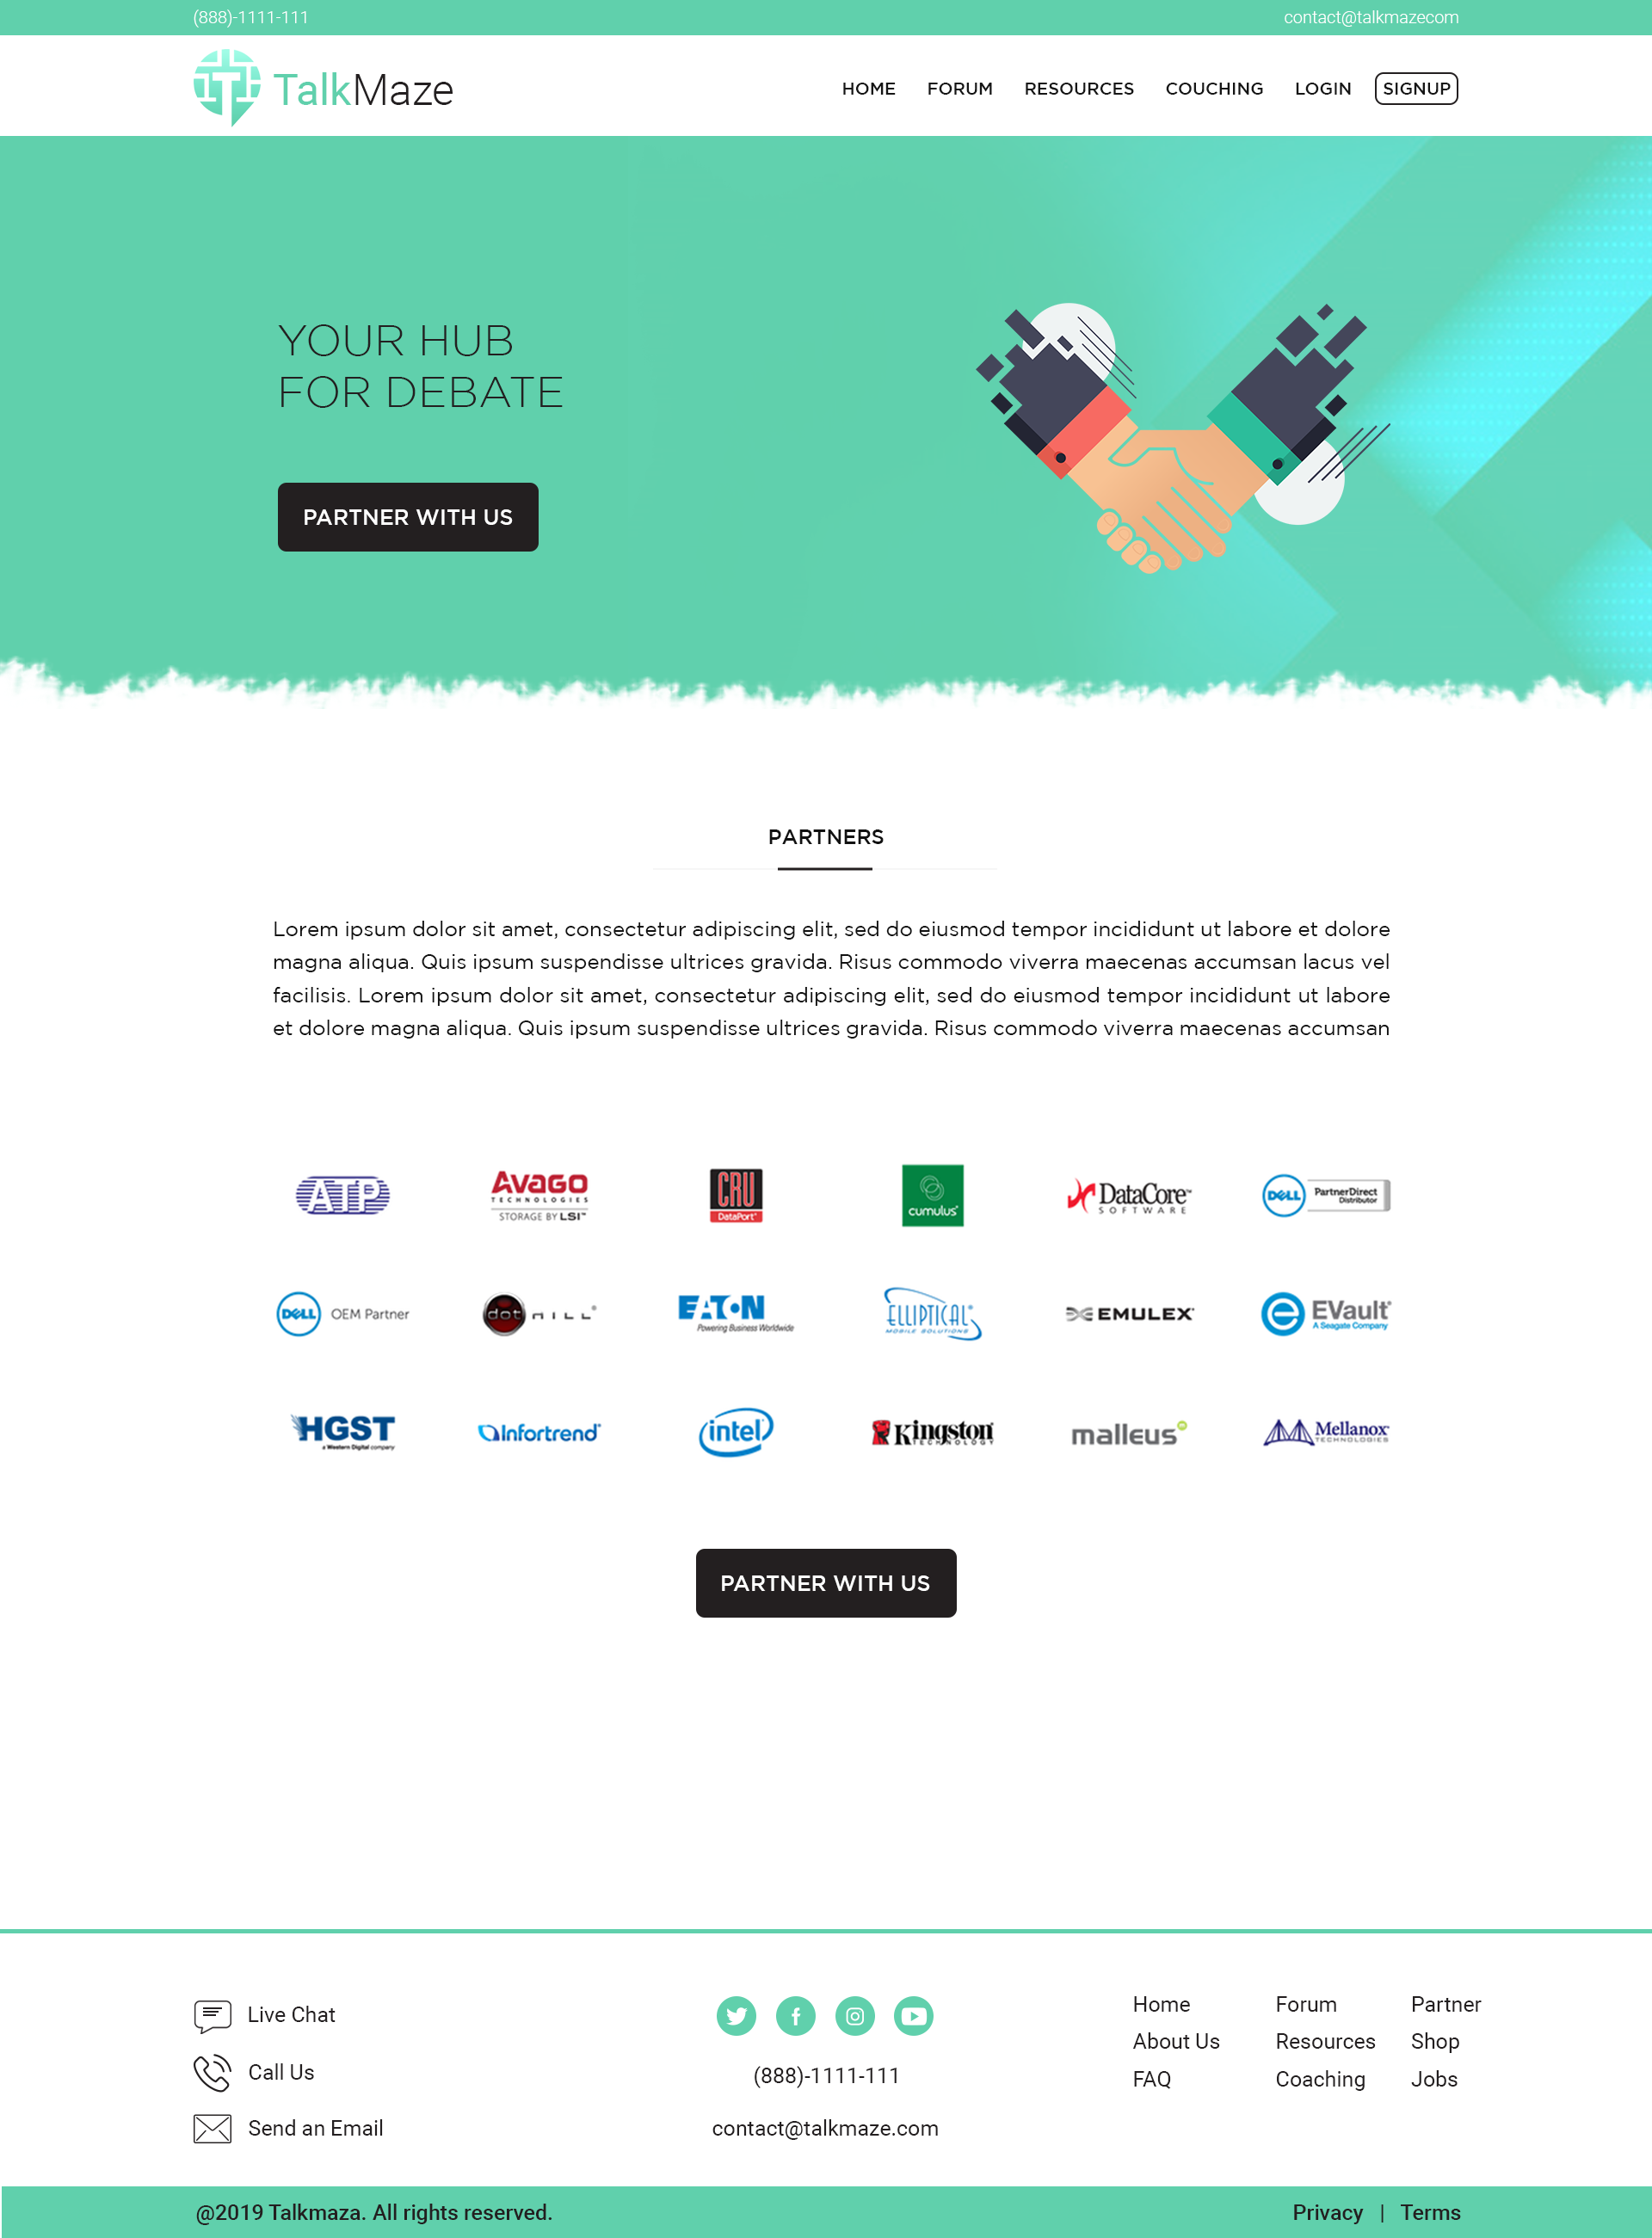 (888)-1111-111
contact@talkmazecom
TalkMaze
HOME FORUM RESOURCES COUCHING LOGIN SIGNUP
YOUR HUB
FOR DEBATE
PARTNER WITH US
PARTNERS
Lorem ipsum dolor sit amet, consectetur adipiscing elit, sed do eiusmod tempor incididunt ut labore et dolore
magna aliqua. Quis ipsum suspendisse ultrices gravida. Risus commodo viverra maecenas accumsan lacus vel
facilisis. Lorem ipsum dolor sit amet, consectetur adipiscing elit, sed do eiusmod tempor incididunt ut labore
et dolore magna aliqua. Quis ipsum suspendisse ultrices gravida. Risus commodo viverra maecenas accumsan
ATP
AVAGO
TECHNOLOGIES
STORAGE BY LSI™
CRU
DataPort®
cumulus®
DataCore™
SOFTWARE
DELL PartnerDirect
Distributor
DELL OEM Partner
dot HILL®
EATON
Powering Business Worldwide
ELLIPTICAL®
MOBILE SOLUTIONS
EMULEX®
EVault®
A Seagate Company
HGST
a Western Digital company
Infortrend®
intel®
Kingston®
TECHNOLOGY
malleus
Mellanox®
TECHNOLOGIES
PARTNER WITH US
Live Chat
Call Us
Send an Email
(888)-1111-111
contact@talkmaze.com
Home Forum Partner
About Us Resources Shop
FAQ Coaching Jobs
@2019 Talkmaza. All rights reserved.
Privacy | Terms